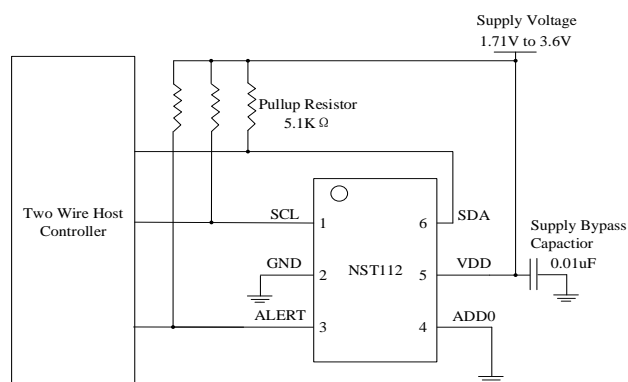 Supply Voltage
1.71V to 3.6V
Pullup Resistor
5.1KΩ
Two Wire Host
Controller
SCL
1
6
SDA
GND
2
NST112
5
VDD
ALERT
3
4
ADD0
Supply Bypass
Capactior
0.01uF